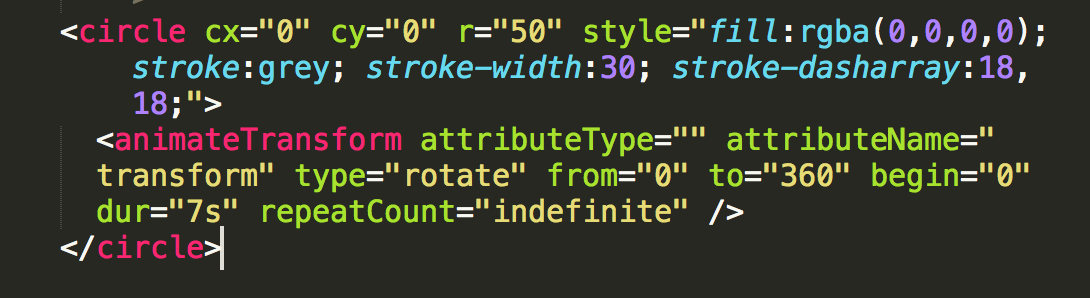 <circle cx="0" cy="0" r="50" style="fill:rgba(0,0,0,0);
stroke:grey; stroke-width:30; stroke-dasharray:18,
18;">
<animateTransform attributeType="" attributeName="
transform" type="rotate" from="0" to="360" begin="0"
dur="7s" repeatCount="indefinite" />
</circle>